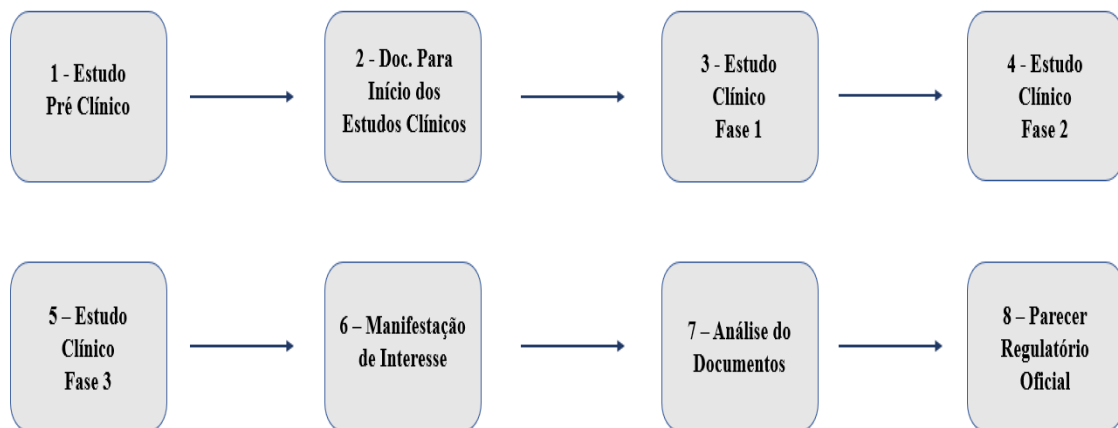 1 - Estudo
Pré Clínico
2 - Doc. Para
Início dos
Estudos Clínicos
3 - Estudo
Clínico
Fase 1
4 - Estudo
Clínico
Fase 2
5 – Estudo
Clínico
Fase 3
6 – Manifestação
de Interesse
7 – Análise do
Documentos
8 – Parecer
Regulatório
Oficial